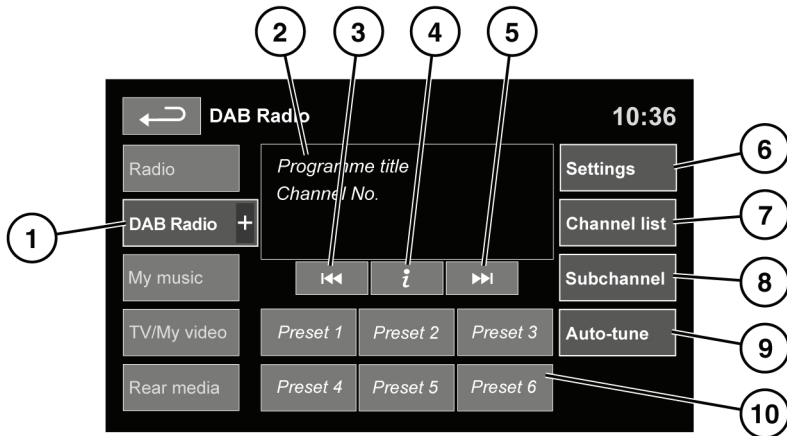 2 3 4 5
DAB Radio 10:36
Radio
DAB Radio +
My music
TV/My video
Rear media
Programme title
Channel No.
i
Preset 1 Preset 2 Preset 3
Preset 4 Preset 5 Preset 6
Settings
Channel list
Subchannel
Auto-tune
1
6
7
8
9
10